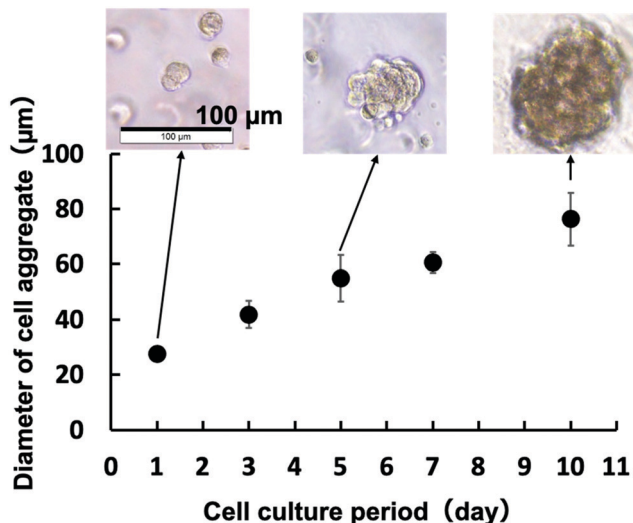 100 μm
100 μm
Diameter of cell aggregate (μm)
100
80
60
40
20
0
0 1 2 3 4 5 6 7 8 9 10 11
Cell culture period (day)